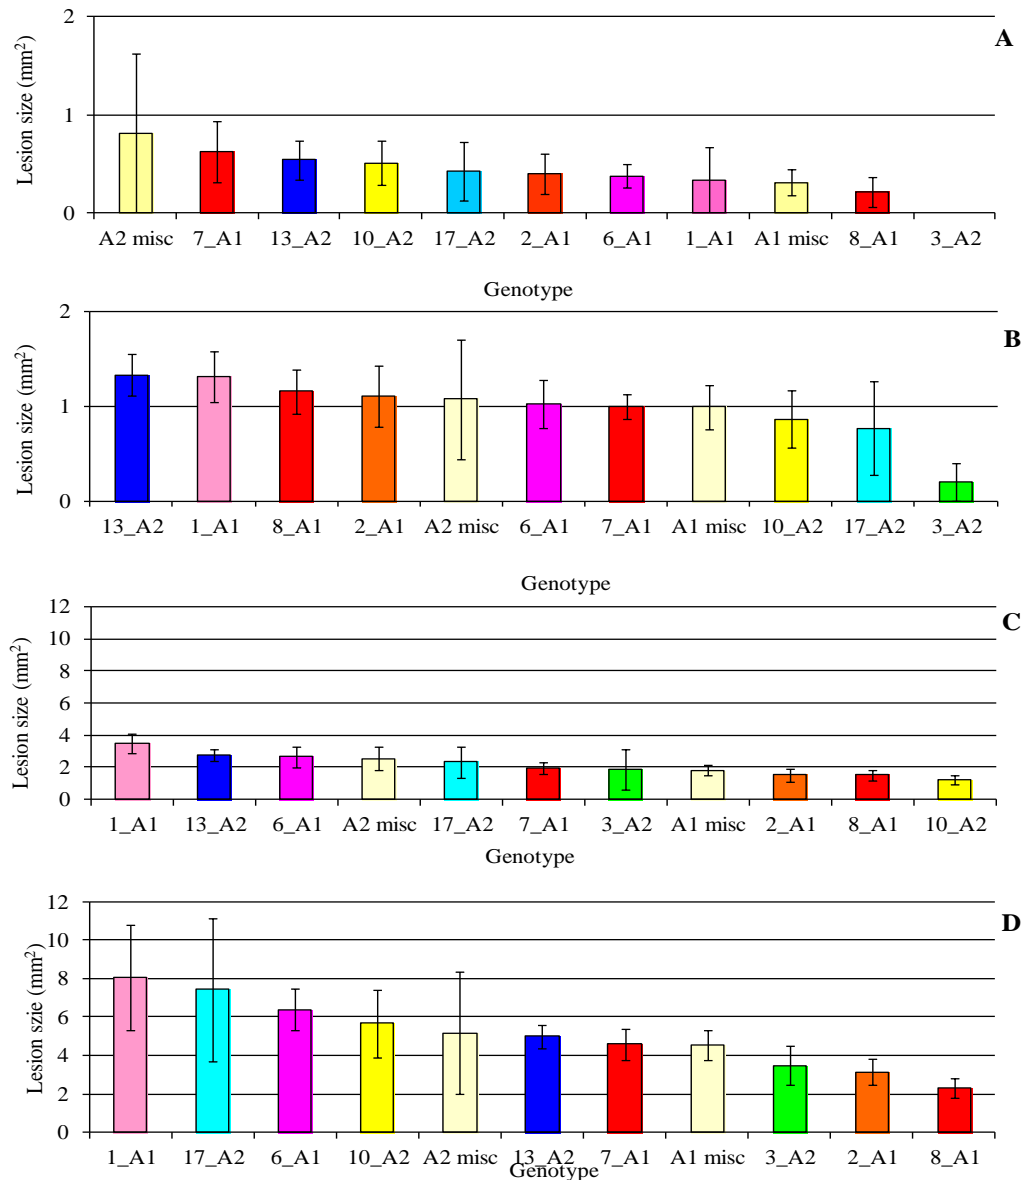 2
A
Lesion size (mm²)
1
0
A2 misc 7_A1 13_A2 10_A2 17_A2 2_A1 6_A1 1_A1 A1 misc 8_A1 3_A2
Genotype
2
B
Lesion size (mm²)
1
0
13_A2 1_A1 8_A1 2_A1 A2 misc 6_A1 7_A1 A1 misc 10_A2 17_A2 3_A2
Genotype
12
C
10
Lesion size (mm²)
8
6
4
2
0
1_A1 13_A2 6_A1 A2 misc 17_A2 7_A1 3_A2 A1 misc 2_A1 8_A1 10_A2
Genotype
12
D
10
Lesion szie (mm²)
8
6
4
2
0
1_A1 17_A2 6_A1 10_A2 A2 misc 13_A2 7_A1 A1 misc 3_A2 2_A1 8_A1
Genotype